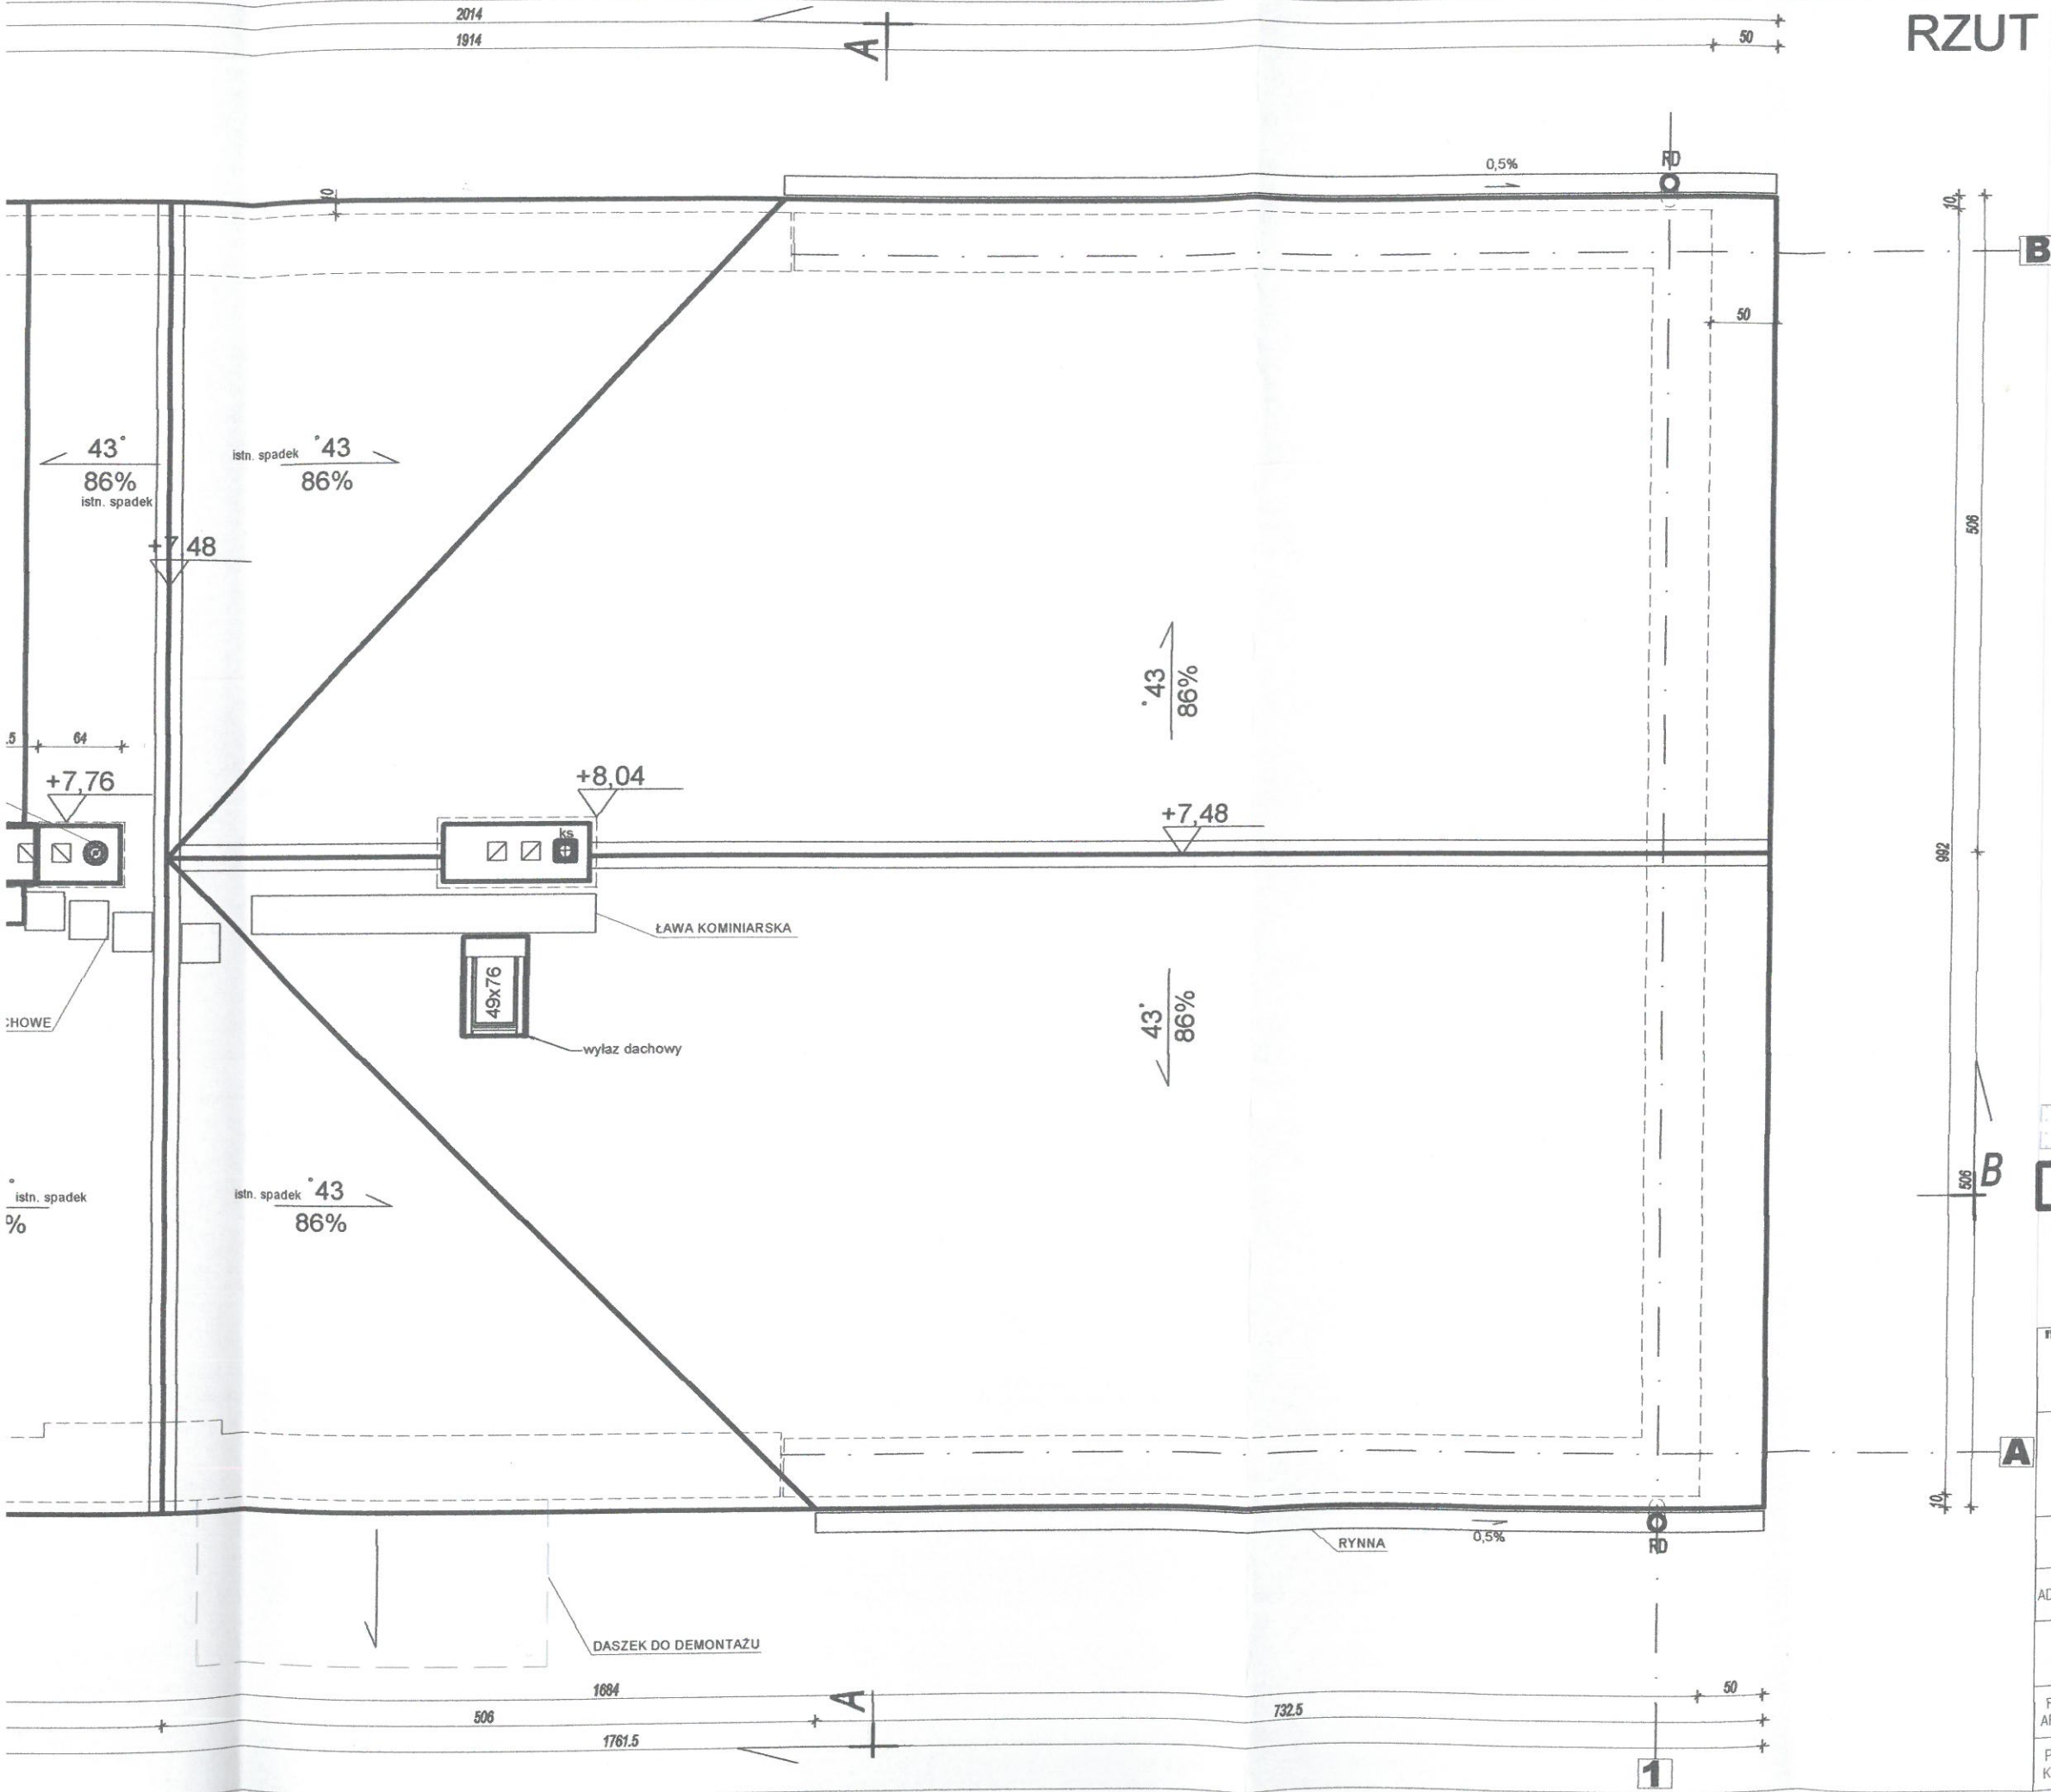 2014
RZUT
1914
A
50
0,5%
RD
10
10
B
50
43°
86%
istn. spadek
istn. spadek °43
86%
506
+7,48
°43
86%
64
+7,76
+8,04
+7,48
ks
992
ŁAWA KOMINIARSKA
49x76
43°
86%
wyłaz dachowy
506
B
istn. spadek
%
istn. spadek °43
86%
A
10
RYNNA
0,5%
RD
DASZEK DO DEMONTAŻU
1684
A
50
506
732.5
1761.5
1